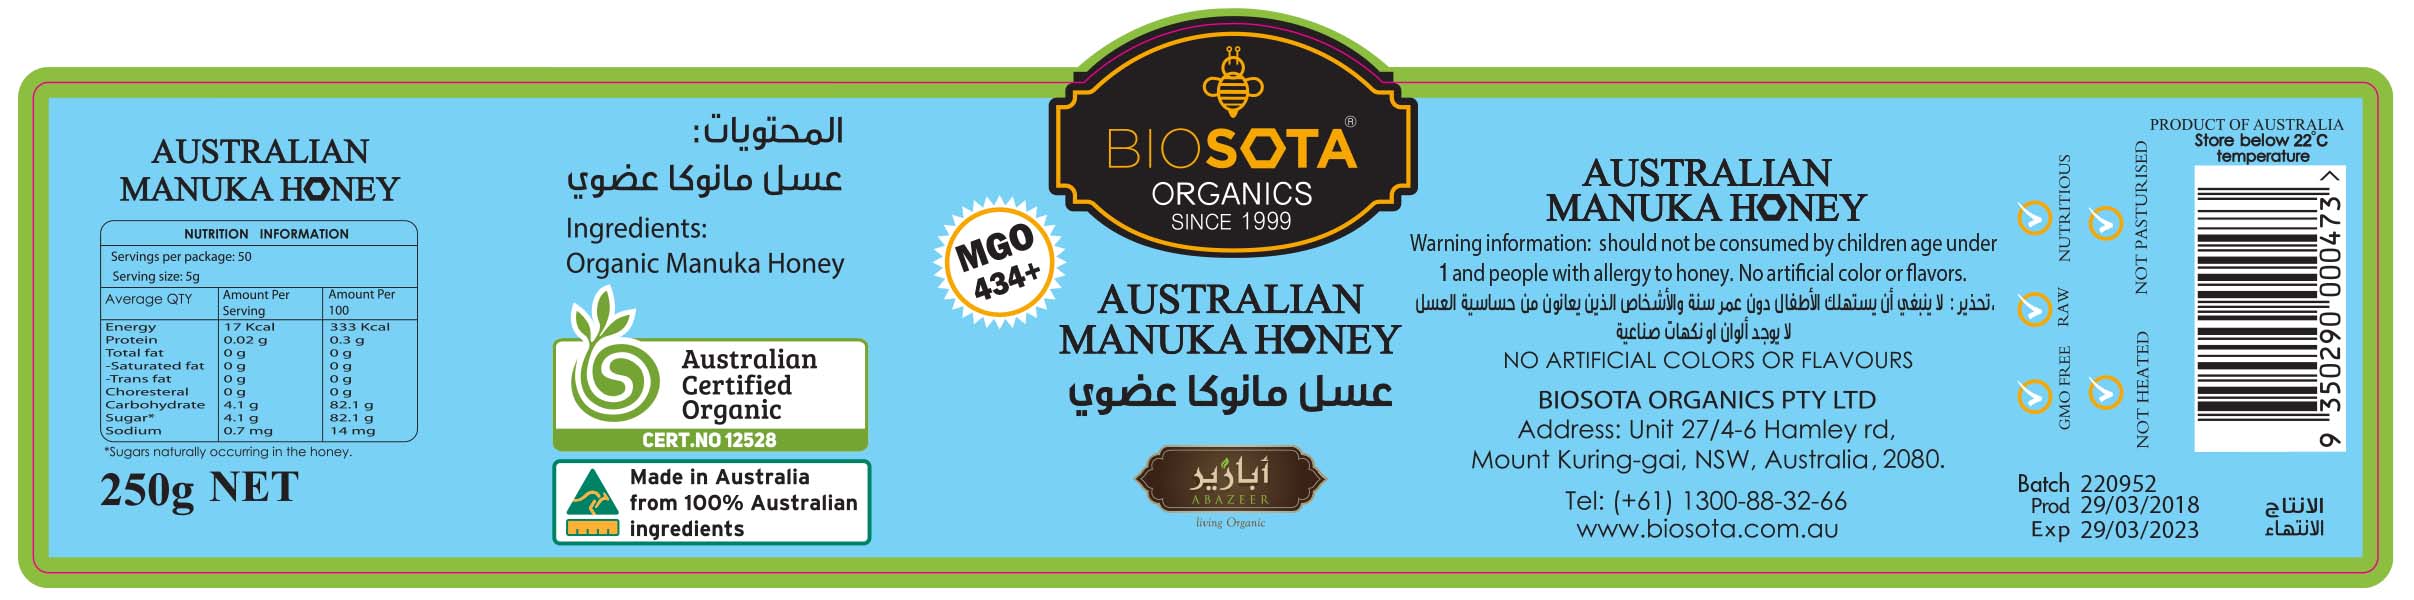 AUSTRALIAN
MANUKA HONEY
NUTRITION INFORMATION
Servings per package: 50
Serving size: 5g
Average QTY Amount Per Serving Amount Per 100
Energy 17 Kcal 333 Kcal
Protein 0.02 g 0.3 g
Total fat 0 g 0 g
-Saturated fat 0 g 0 g
-Trans fat 0 g 0 g
Choresteral 0 g 0 g
Carbohydrate 4.1 g 82.1 g
Sugar* 4.1 g 82.1 g
Sodium 0.7 mg 14 mg
*Sugars naturally occurring in the honey.
250g NET
المحتويات:
عسل مانوكا عضوي
Ingredients:
Organic Manuka Honey
Australian
Certified
Organic
CERT.NO 12528
Made in Australia
from 100% Australian
ingredients
MGO
434+
BIOSOTA®
ORGANICS
SINCE 1999
AUSTRALIAN
MANUKA HONEY
عسل مانوكا عضوي
أبازير
ABAZEER
living Organic
AUSTRALIAN
MANUKA HONEY
Warning information: should not be consumed by children age under
1 and people with allergy to honey. No artificial color or flavors.
تحذير: لا ينبغي أن يستهلك الأطفال دون عمر سنة والأشخاص الذين يعانون من حساسية العسل.
لا يوجد ألوان او نكهات صناعية
NO ARTIFICIAL COLORS OR FLAVOURS
BIOSOTA ORGANICS PTY LTD
Address: Unit 27/4-6 Hamley rd,
Mount Kuring-gai, NSW, Australia, 2080.
Tel: (+61) 1300-88-32-66
www.biosota.com.au
GMO FREE RAW NUTRITIOUS
NOT HEATED NOT PASTURISED
PRODUCT OF AUSTRALIA
Store below 22°C
temperature
9 350290 000473 >
Batch 220952
Prod 29/03/2018 الانتاج
Exp 29/03/2023 الانتهاء